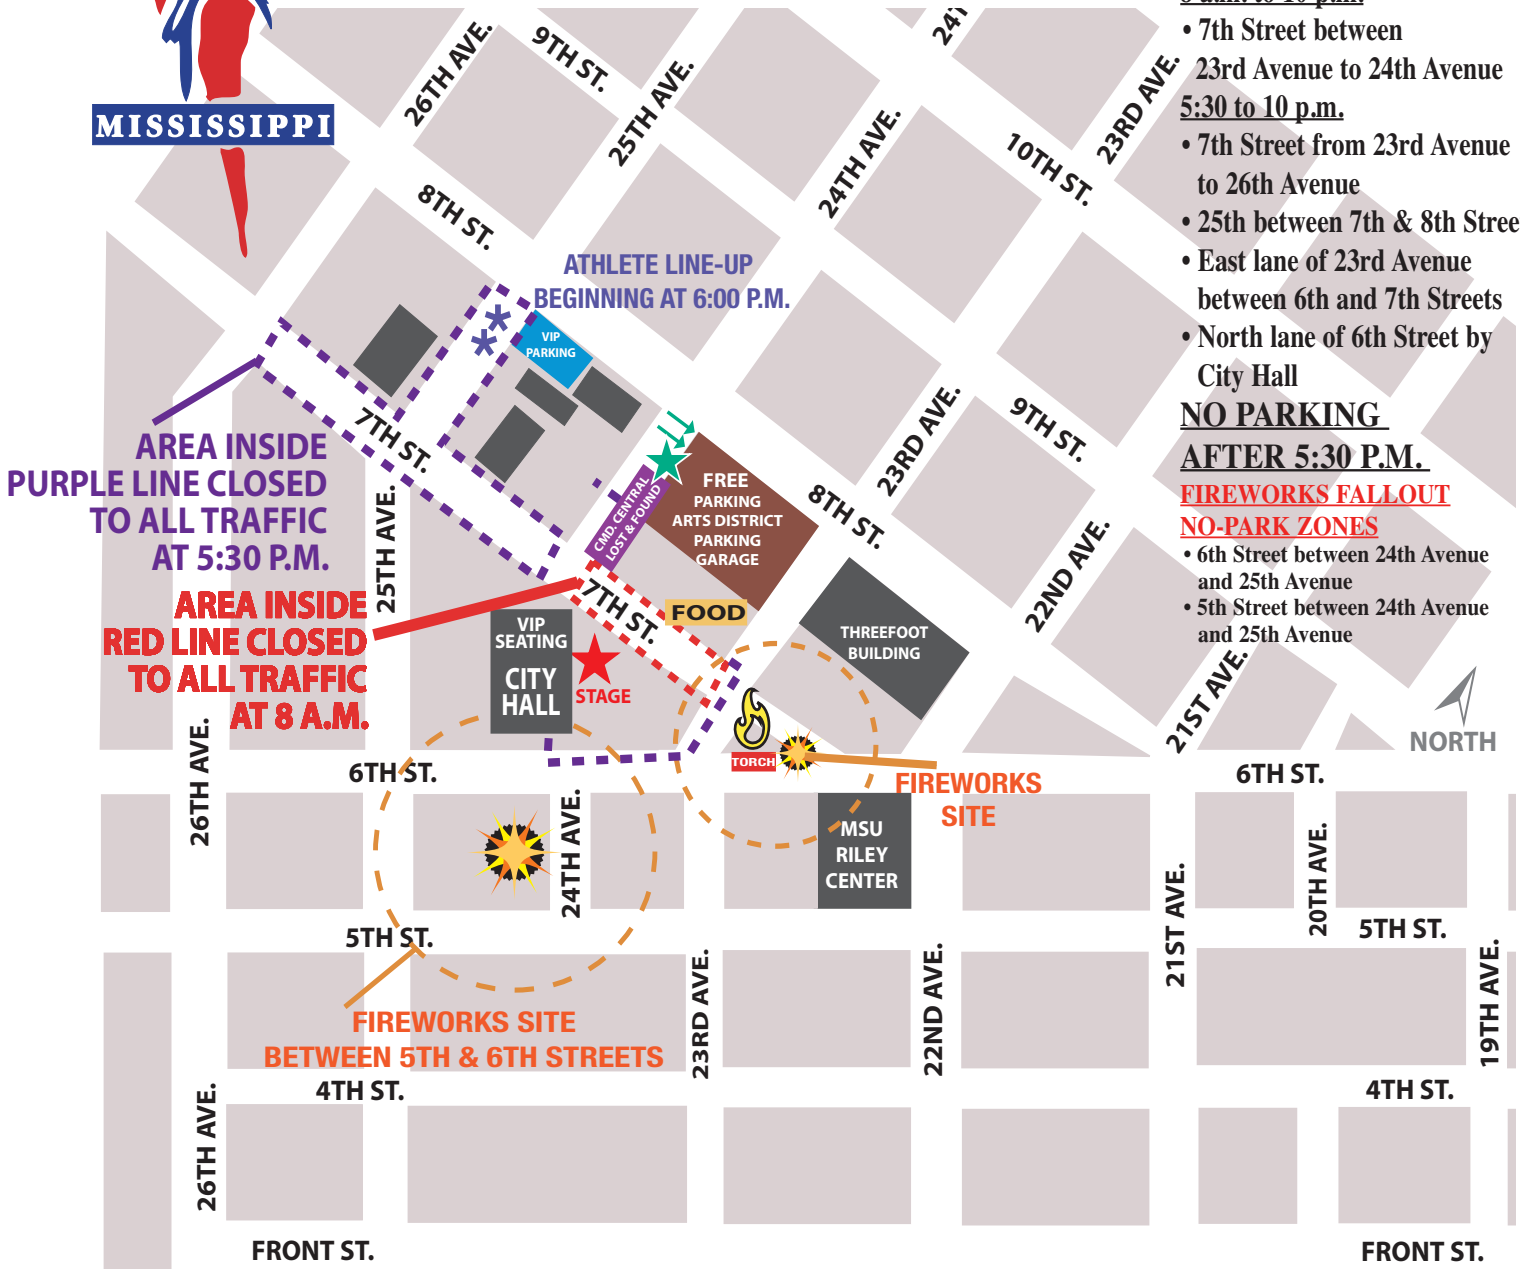 MISSISSIPPI
26TH AVE.
9TH ST.
25TH AVE.
24TH AVE.
10TH ST.
23RD AVE.
8TH ST.
ATHLETE LINE-UP
BEGINNING AT 6:00 P.M.
VIP
PARKING
7TH ST.
AREA INSIDE
PURPLE LINE CLOSED
TO ALL TRAFFIC
AT 5:30 P.M.
25TH AVE.
CMD. CENTRAL
LOST & FOUND
FREE
PARKING
ARTS DISTRICT
PARKING
GARAGE
8TH ST.
23RD AVE.
9TH ST.
22ND AVE.
AREA INSIDE
RED LINE CLOSED
TO ALL TRAFFIC
AT 8 A.M.
7TH ST.
FOOD
VIP
SEATING
CITY
HALL
STAGE
THREEFOOT
BUILDING
TORCH
FIREWORKS
SITE
MSU
RILEY
CENTER
21ST AVE.
NORTH
26TH AVE.
6TH ST.
24TH AVE.
6TH ST.
20TH AVE.
21ST AVE.
5TH ST.
5TH ST.
FIREWORKS SITE
BETWEEN 5TH & 6TH STREETS
23RD AVE.
22ND AVE.
19TH AVE.
4TH ST.
4TH ST.
26TH AVE.
FRONT ST.
FRONT ST.
• 7th Street between
23rd Avenue to 24th Avenue
5:30 to 10 p.m.
• 7th Street from 23rd Avenue
to 26th Avenue
• 25th between 7th & 8th Stree
• East lane of 23rd Avenue
between 6th and 7th Streets
• North lane of 6th Street by
City Hall
NO PARKING
AFTER 5:30 P.M.
FIREWORKS FALLOUT
NO-PARK ZONES
• 6th Street between 24th Avenue
and 25th Avenue
• 5th Street between 24th Avenue
and 25th Avenue